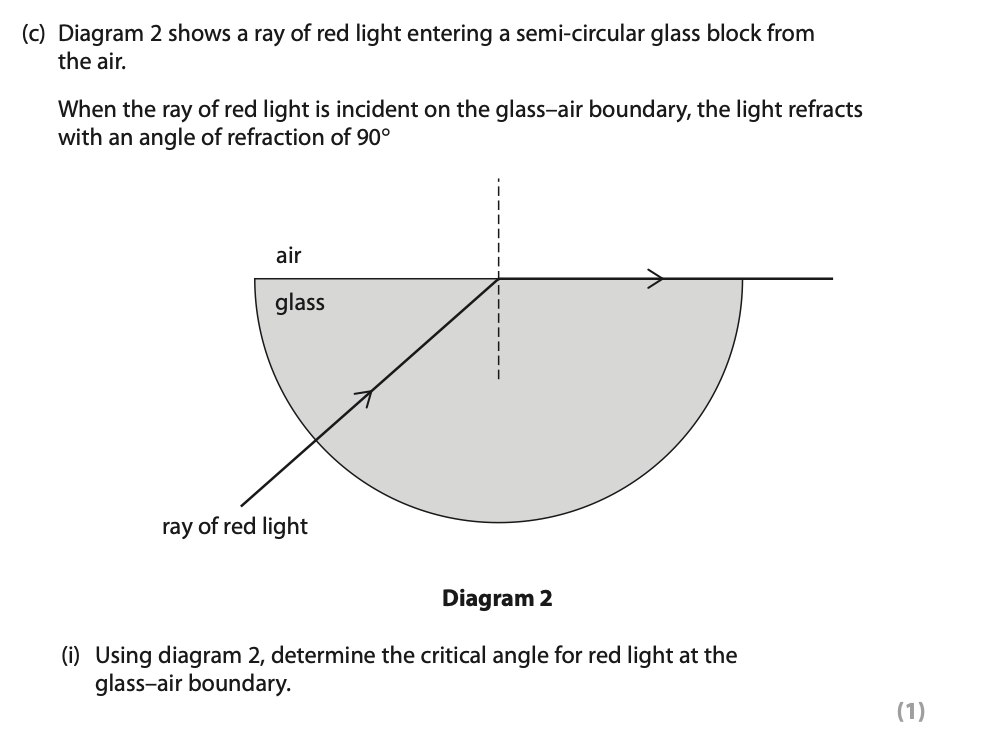 (c) Diagram 2 shows a ray of red light entering a semi-circular glass block from
the air.
When the ray of red light is incident on the glass–air boundary, the light refracts
with an angle of refraction of 90°
air
glass
ray of red light
Diagram 2
(i) Using diagram 2, determine the critical angle for red light at the
glass–air boundary.
(1)